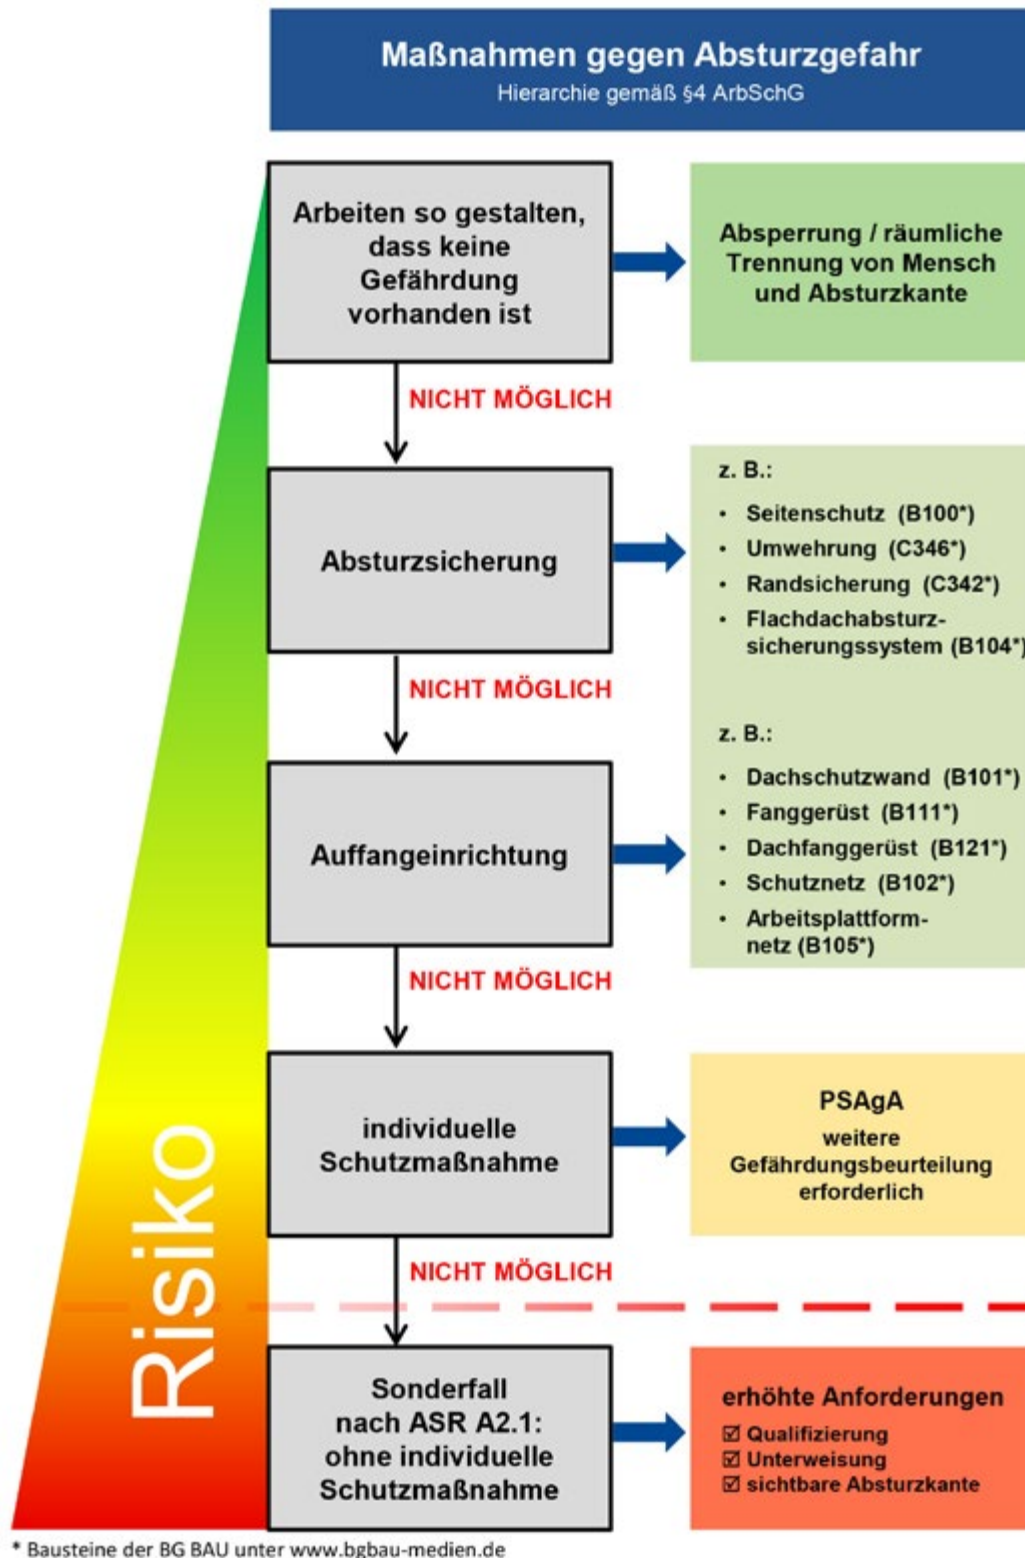 Maßnahmen gegen Absturzgefahr
Hierarchie gemäß §4 ArbSchG
Arbeiten so gestalten,
dass keine
Gefährdung
vorhanden ist
Absperrung / räumliche
Trennung von Mensch
und Absturzkante
NICHT MÖGLICH
Absturzsicherung
z. B.:
• Seitenschutz (B100*)
• Umwehrung (C346*)
• Randsicherung (C342*)
• Flachdachabsturz-
sicherungssystem (B104*)
NICHT MÖGLICH
Auffangeinrichtung
z. B.:
• Dachschutzwand (B101*)
• Fanggerüst (B111*)
• Dachfanggerüst (B121*)
• Schutznetz (B102*)
• Arbeitsplattform-
netz (B105*)
NICHT MÖGLICH
individuelle
Schutzmaßnahme
PSAgA
weitere
Gefährdungsbeurteilung
erforderlich
NICHT MÖGLICH
Sonderfall
nach ASR A2.1:
ohne individuelle
Schutzmaßnahme
erhöhte Anforderungen
☑ Qualifizierung
☑ Unterweisung
☑ sichtbare Absturzkante
Risiko
* Bausteine der BG BAU unter www.bgbau-medien.de